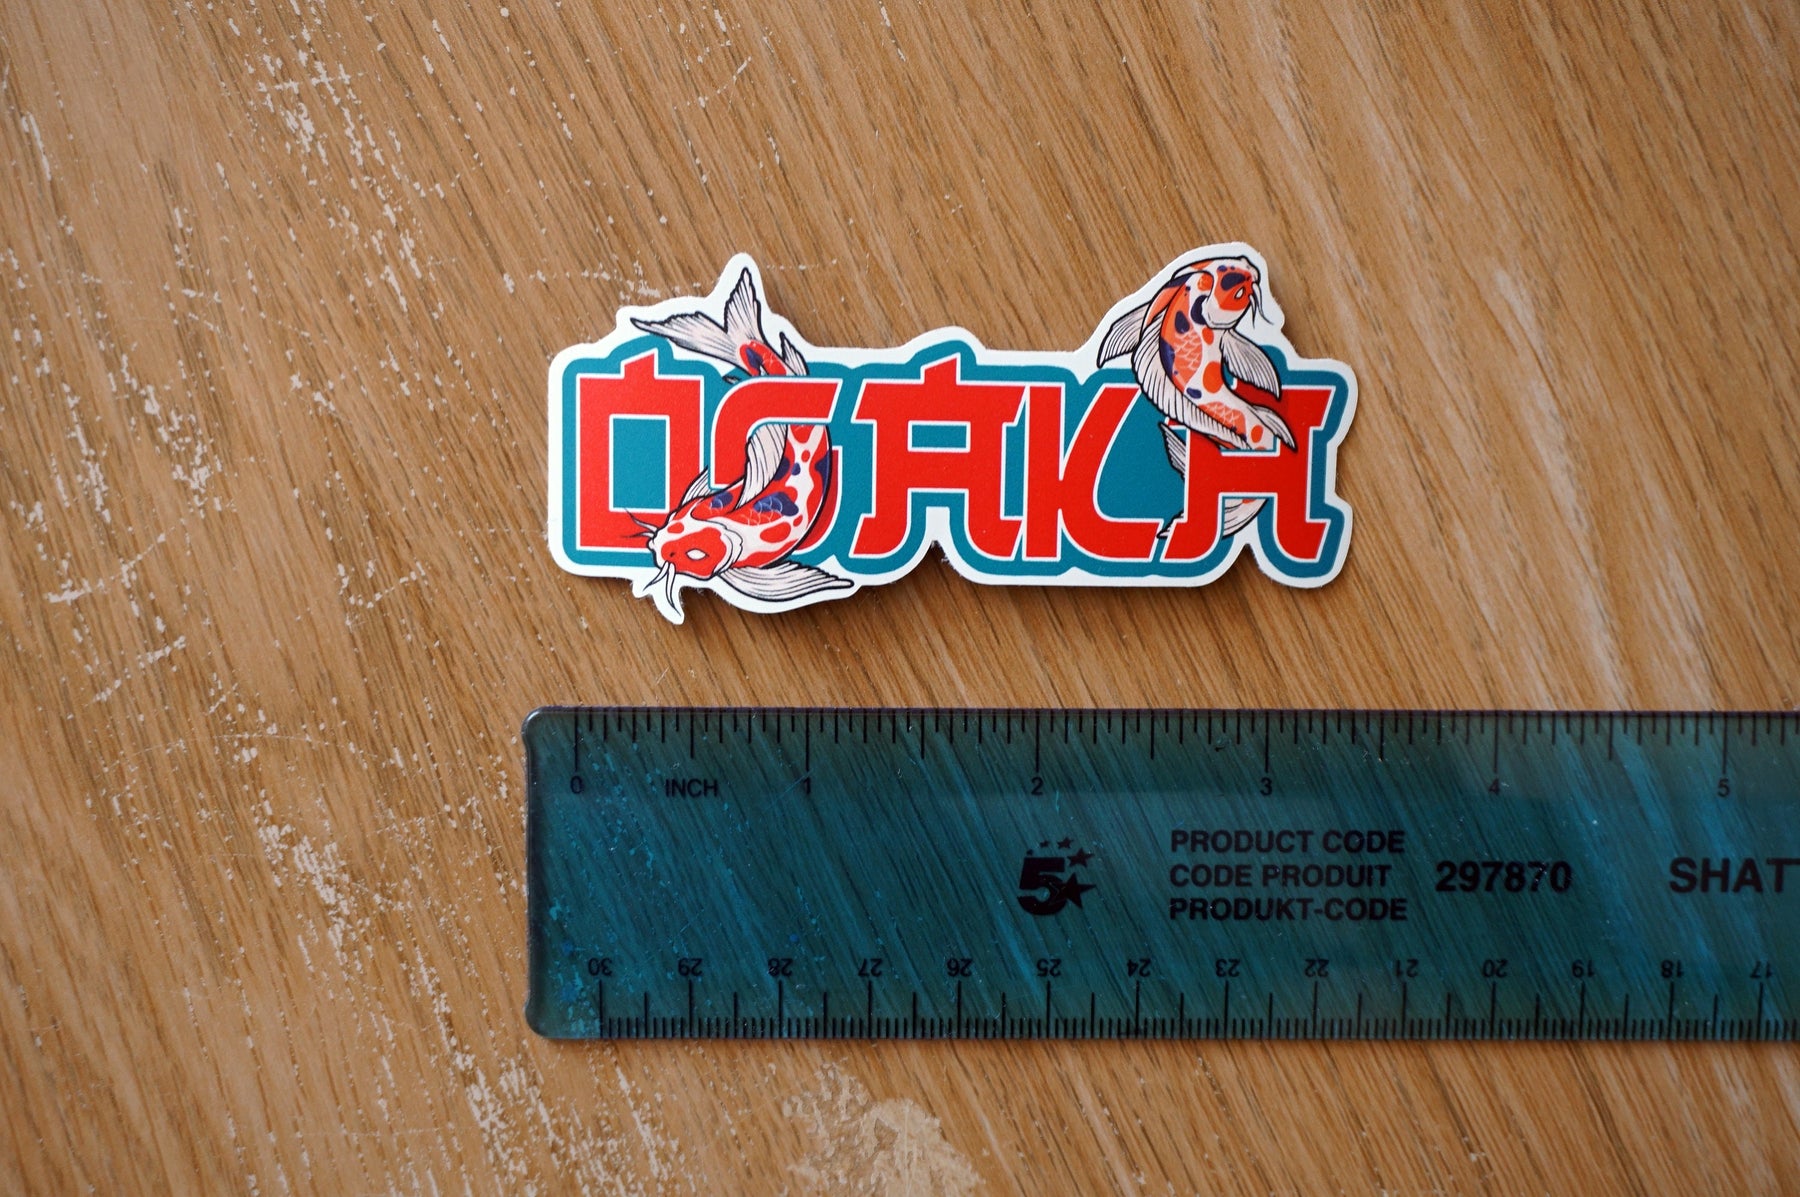 OSAKA
0 INCH 1 2 3 4 5
5
PRODUCT CODE
CODE PRODUIT
PRODUKT-CODE
297870
SHATT
30 29 28 27 26 25 24 23 22 21 20 19 18 17